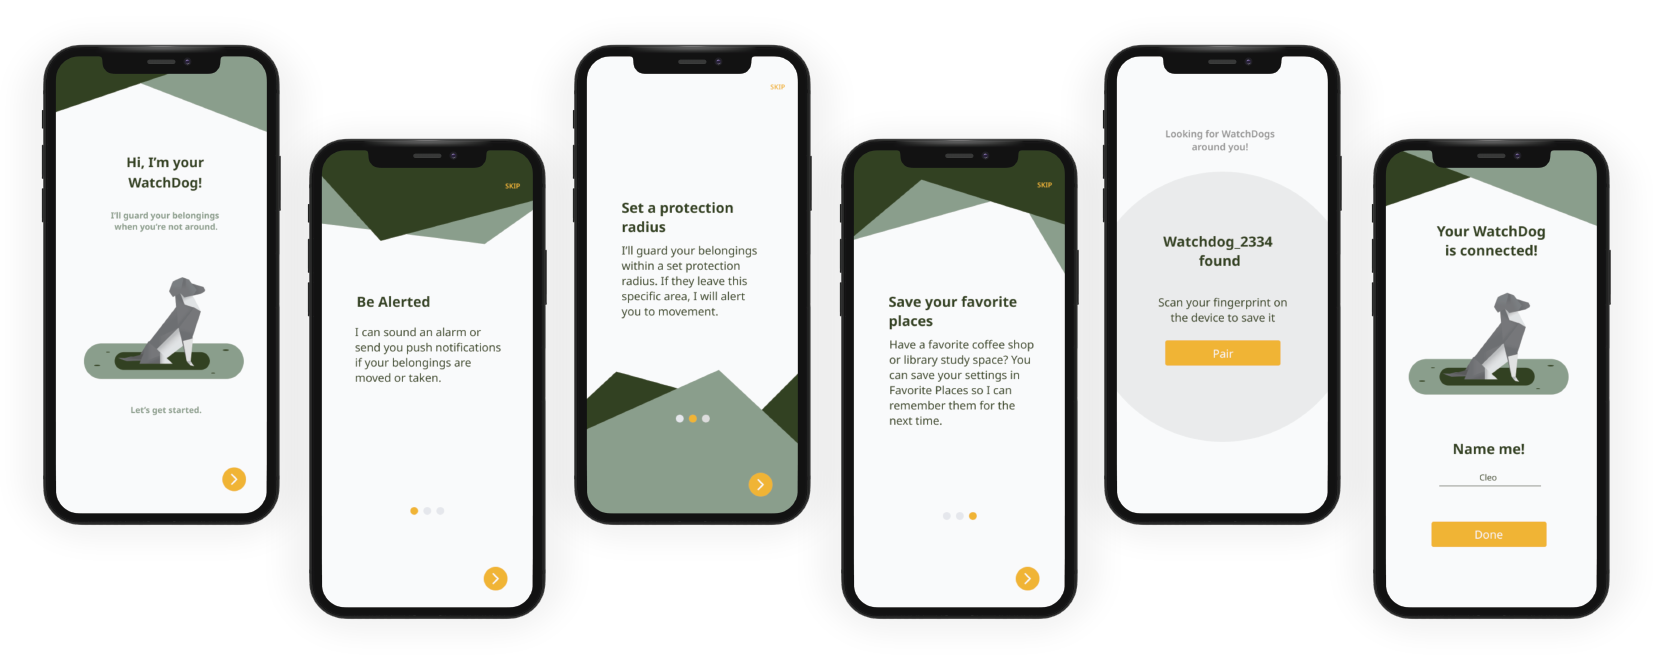 Hi, I'm your
WatchDog!
I'll guard your belongings
when you're not around.
Let's get started.
SKIP
Be Alerted
I can sound an alarm or
send you push notifications
if your belongings are
moved or taken.
SKIP
Set a protection
radius
I'll guard your belongings
within a set protection
radius. If they leave this
specific area, I will alert
you to movement.
SKIP
Save your favorite
places
Have a favorite coffee shop
or library study space? You
can save your settings in
Favorite Places so I can
remember them for the
next time.
Looking for WatchDogs
around you!
Watchdog_2334
found
Scan your fingerprint on
the device to save it
Pair
Your WatchDog
is connected!
Name me!
Cleo
Done